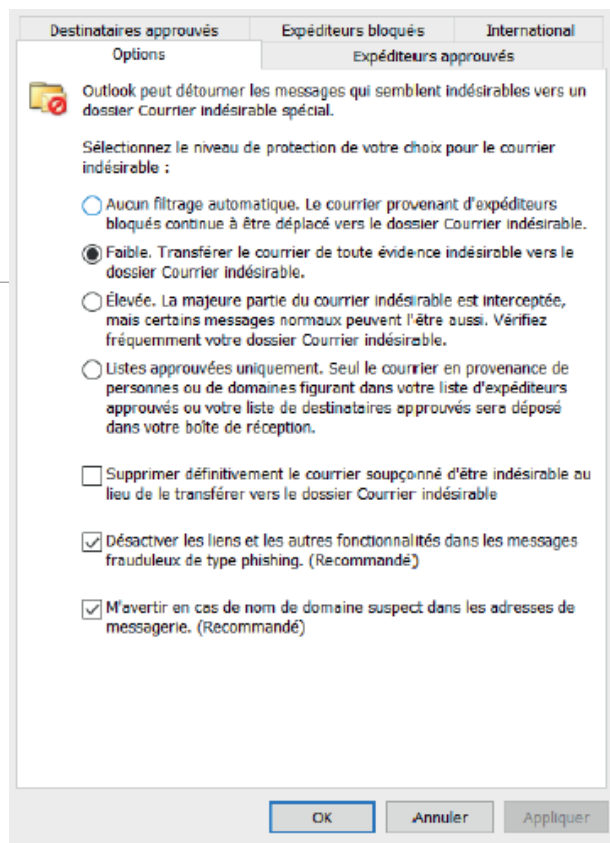 Destinataires approuvés Expéditeurs bloqués International
Options Expéditeurs approuvés
Outlook peut détourner les messages qui semblent indésirables vers un
dossier Courrier indésirable spécial.
Sélectionnez le niveau de protection de votre choix pour le courrier
indésirable :
Aucun filtrage automatique. Le courrier provenant d'expéditeurs
bloqués continue à être déplacé vers le dossier Courrier indésirable.
Faible. Transférer le courrier de toute évidence indésirable vers le
dossier Courrier indésirable.
Élevée. La majeure partie du courrier indésirable est interceptée,
mais certains messages normaux peuvent l'être aussi. Vérifiez
fréquemment votre dossier Courrier indésirable.
Listes approuvées uniquement. Seul le courrier en provenance de
personnes ou de domaines figurant dans votre liste d'expéditeurs
approuvés ou votre liste de destinataires approuvés sera déposé
dans votre boîte de réception.
Supprimer définitivement le courrier soupçonné d'être indésirable au
lieu de le transférer vers le dossier Courrier indésirable
Désactiver les liens et les autres fonctionnalités dans les messages
frauduleux de type phishing. (Recommandé)
M'avertir en cas de nom de domaine suspect dans les adresses de
messagerie. (Recommandé)
OK Annuler Appliquer